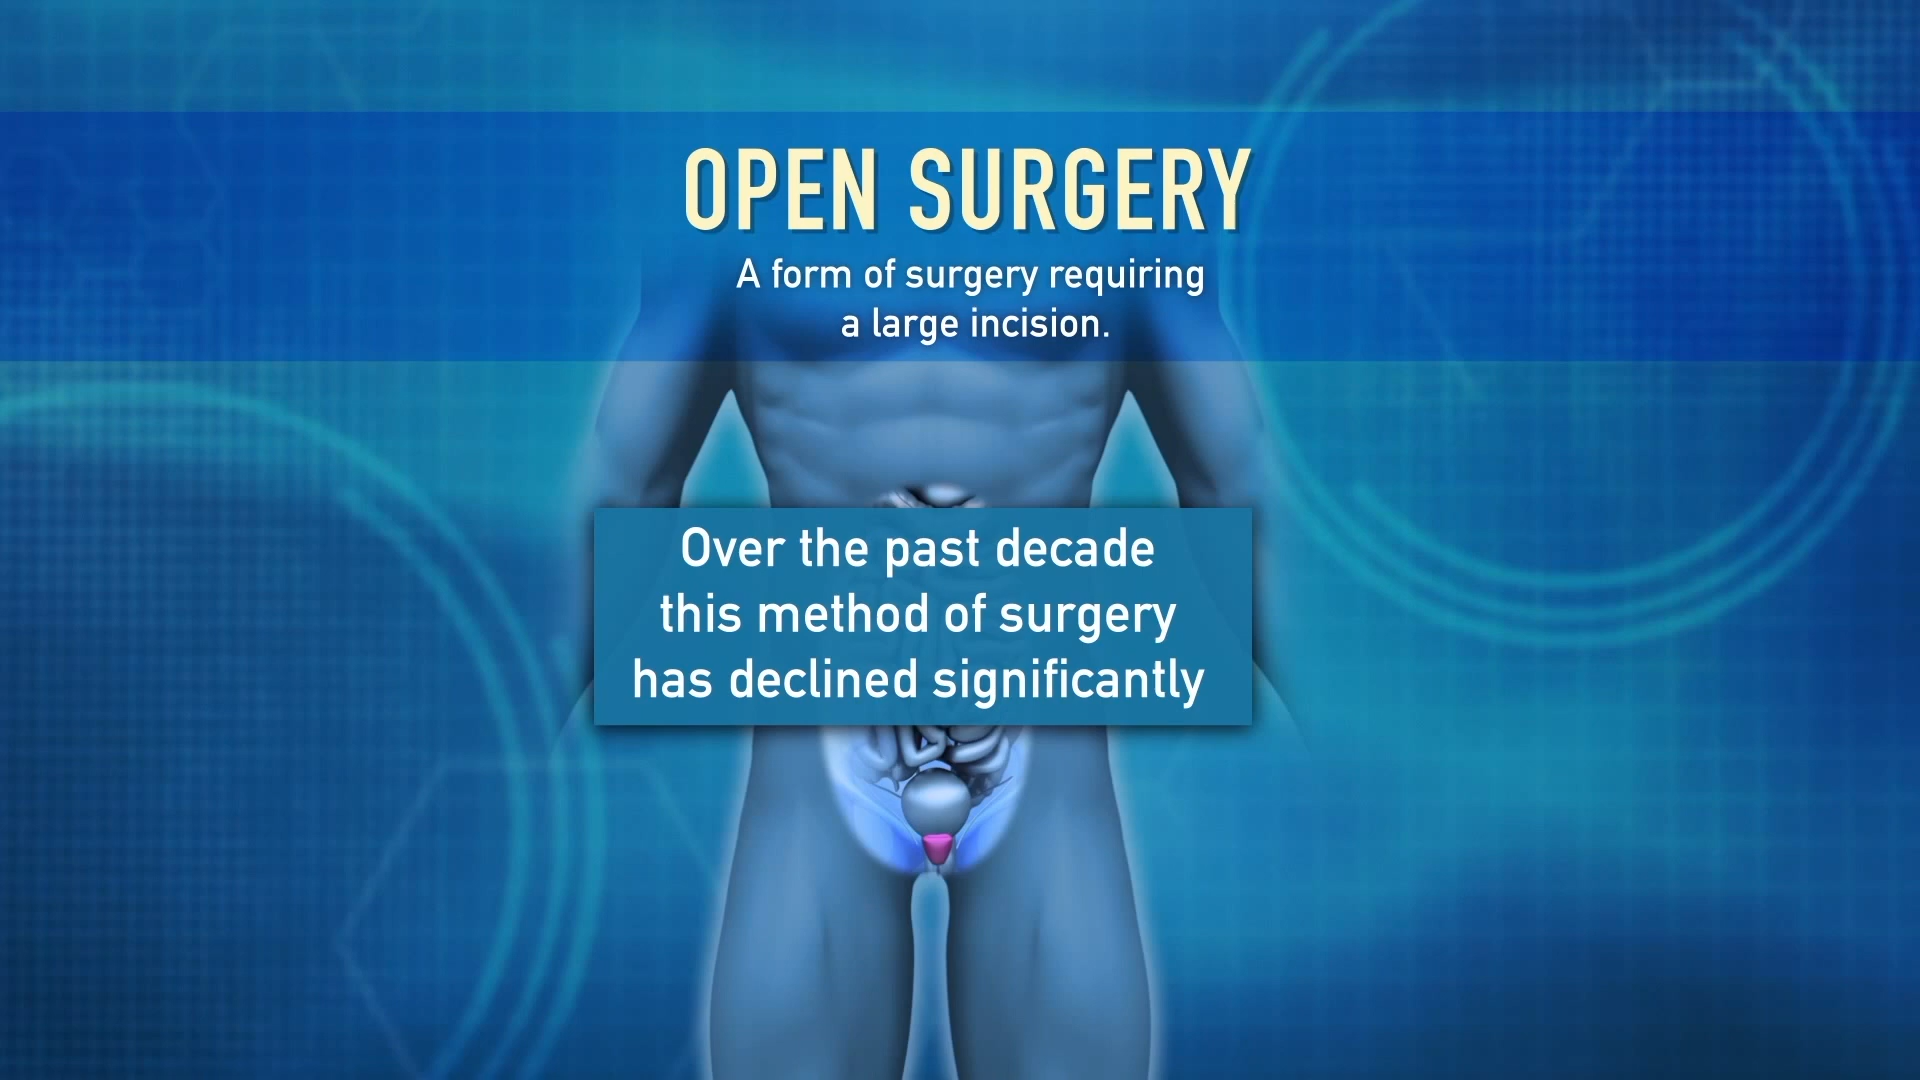 OPEN SURGERY
A form of surgery requiring
a large incision.
Over the past decade
this method of surgery
has declined significantly